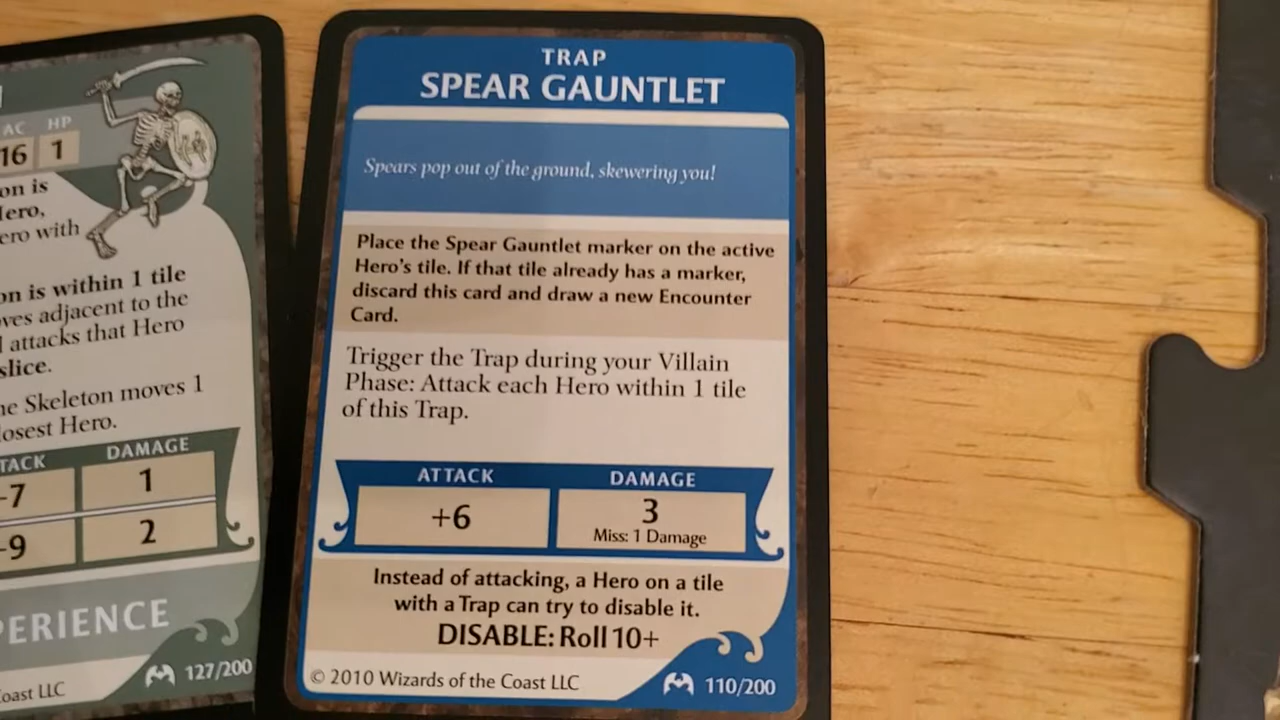 AC HP
16 1
on is
ero,
ero with
on is within 1 tile
ves adjacent to the
attacks that Hero
slice.
he Skeleton moves 1
losest Hero.
TACK DAMAGE
-7 1
-9 2
PERIENCE
oast LLC 127/200
TRAP
SPEAR GAUNTLET
Spears pop out of the ground, skewering you!
Place the Spear Gauntlet marker on the active
Hero's tile. If that tile already has a marker,
discard this card and draw a new Encounter
Card.
Trigger the Trap during your Villain
Phase: Attack each Hero within 1 tile
of this Trap.
ATTACK DAMAGE
+6 3
Miss: 1 Damage
Instead of attacking, a Hero on a tile
with a Trap can try to disable it.
DISABLE: Roll 10+
© 2010 Wizards of the Coast LLC 110/200